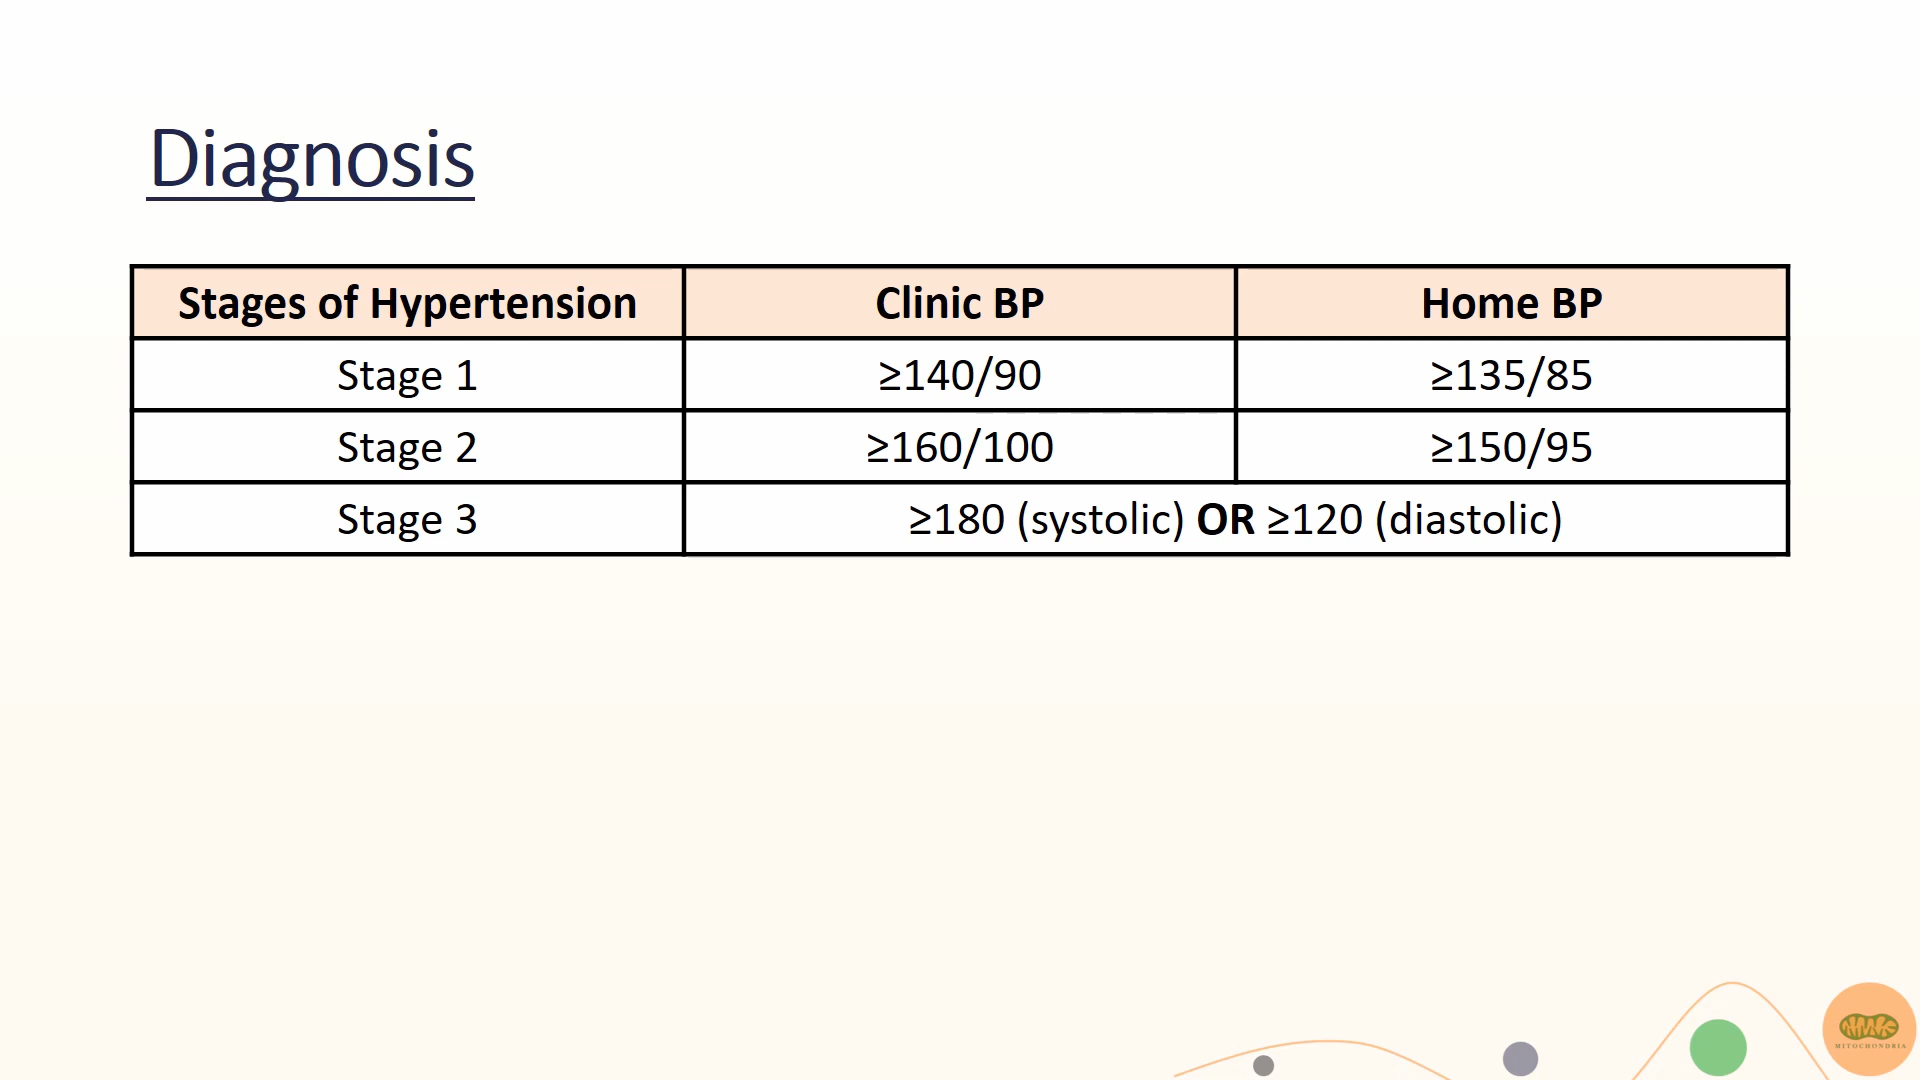 Diagnosis
Stages of Hypertension Clinic BP Home BP
Stage 1 ≥140/90 ≥135/85
Stage 2 ≥160/100 ≥150/95
Stage 3 ≥180 (systolic) OR ≥120 (diastolic)
MITOCHONDRIA